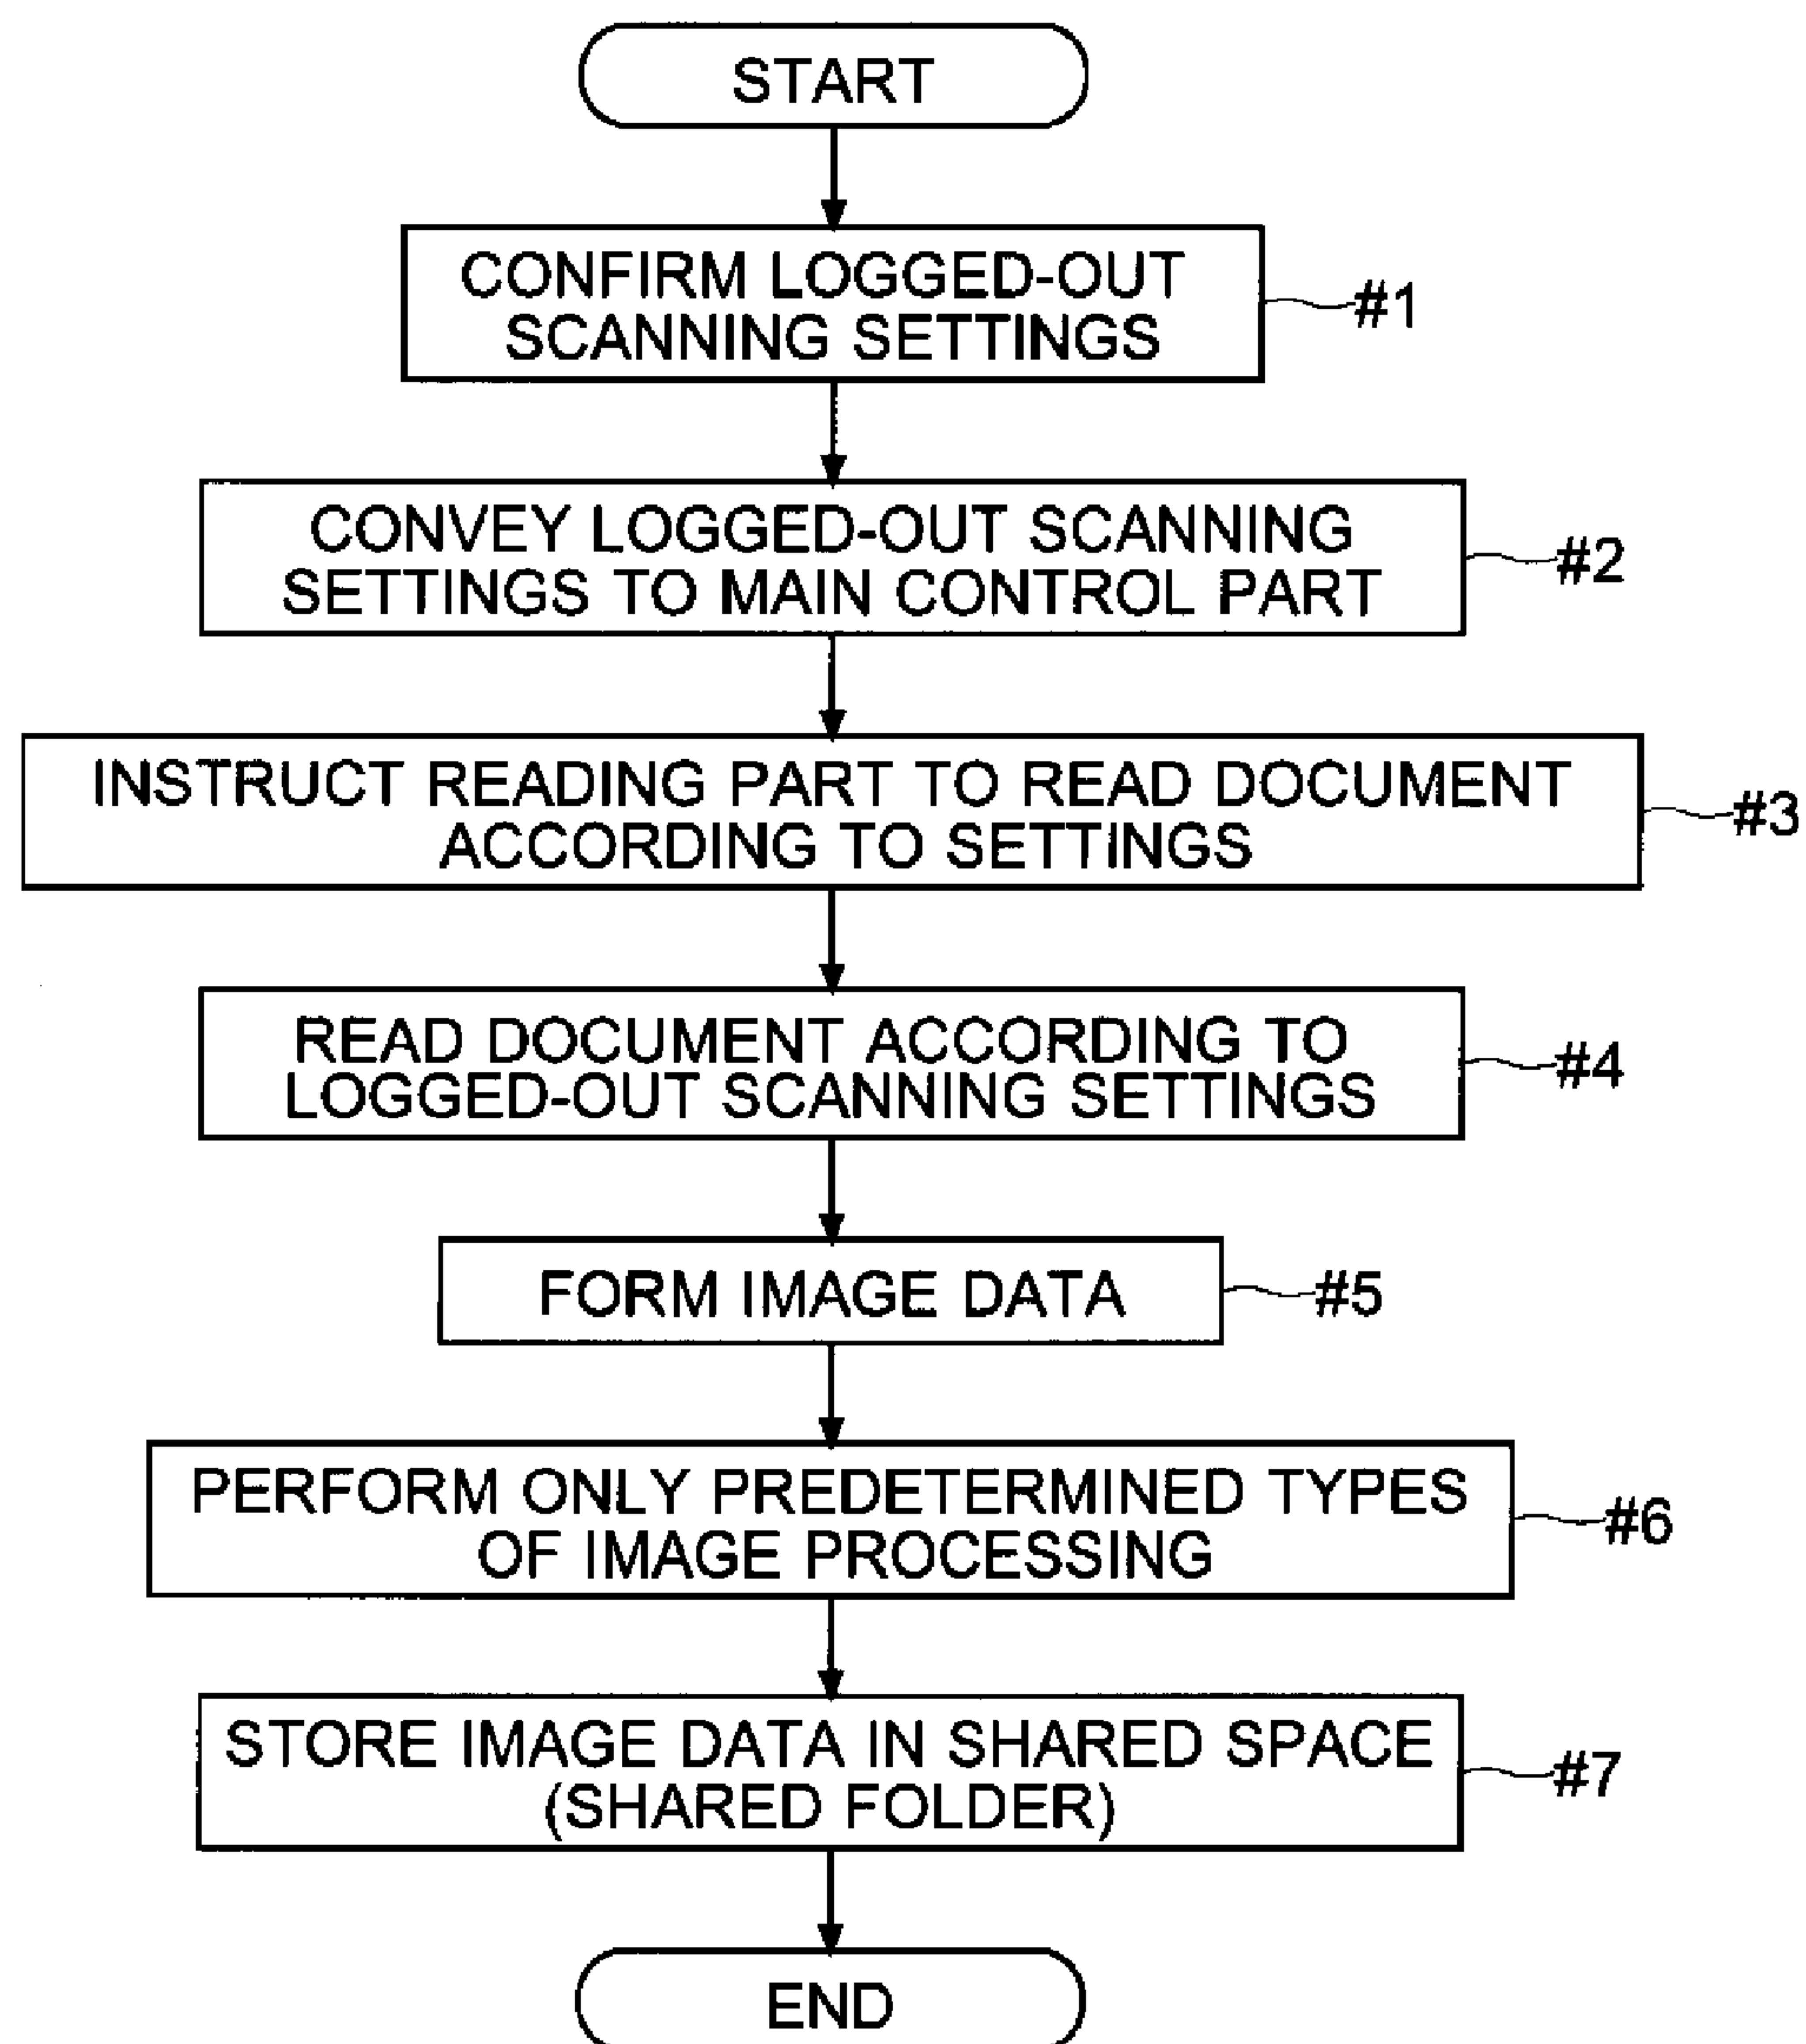 START
CONFIRM LOGGED-OUT
SCANNING SETTINGS
#1
CONVEY LOGGED-OUT SCANNING
SETTINGS TO MAIN CONTROL PART
#2
INSTRUCT READING PART TO READ DOCUMENT
ACCORDING TO SETTINGS
#3
READ DOCUMENT ACCORDING TO
LOGGED-OUT SCANNING SETTINGS
#4
FORM IMAGE DATA
#5
PERFORM ONLY PREDETERMINED TYPES
OF IMAGE PROCESSING
#6
STORE IMAGE DATA IN SHARED SPACE
(SHARED FOLDER)
#7
END